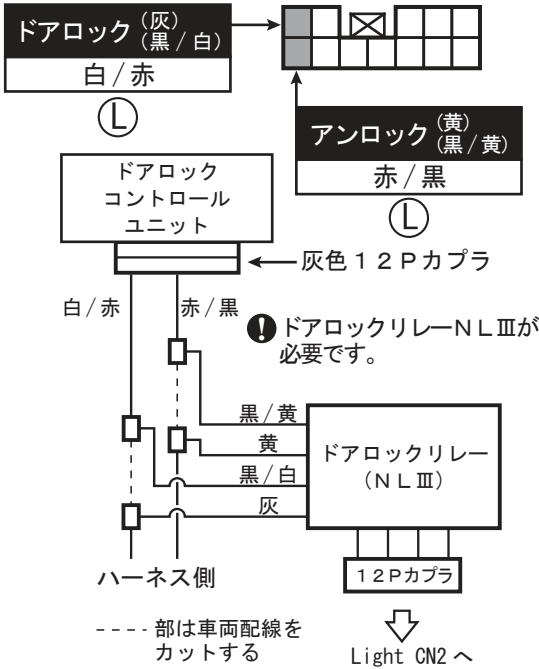 ドアロック (灰)
(黒/白)
白/赤
Ⓛ
アンロック (黄)
(黒/黄)
赤/黒
Ⓛ
ドアロック
コントロール
ユニット
灰色１２Ｐカプラ
白/赤
赤/黒
! ドアロックリレーＮＬⅢが
必要です。
黒/黄
黄
黒/白
灰
ドアロックリレー
（ＮＬⅢ）
１２Ｐカプラ
ハーネス側
---- 部は車両配線を
カットする
Light CN2 へ